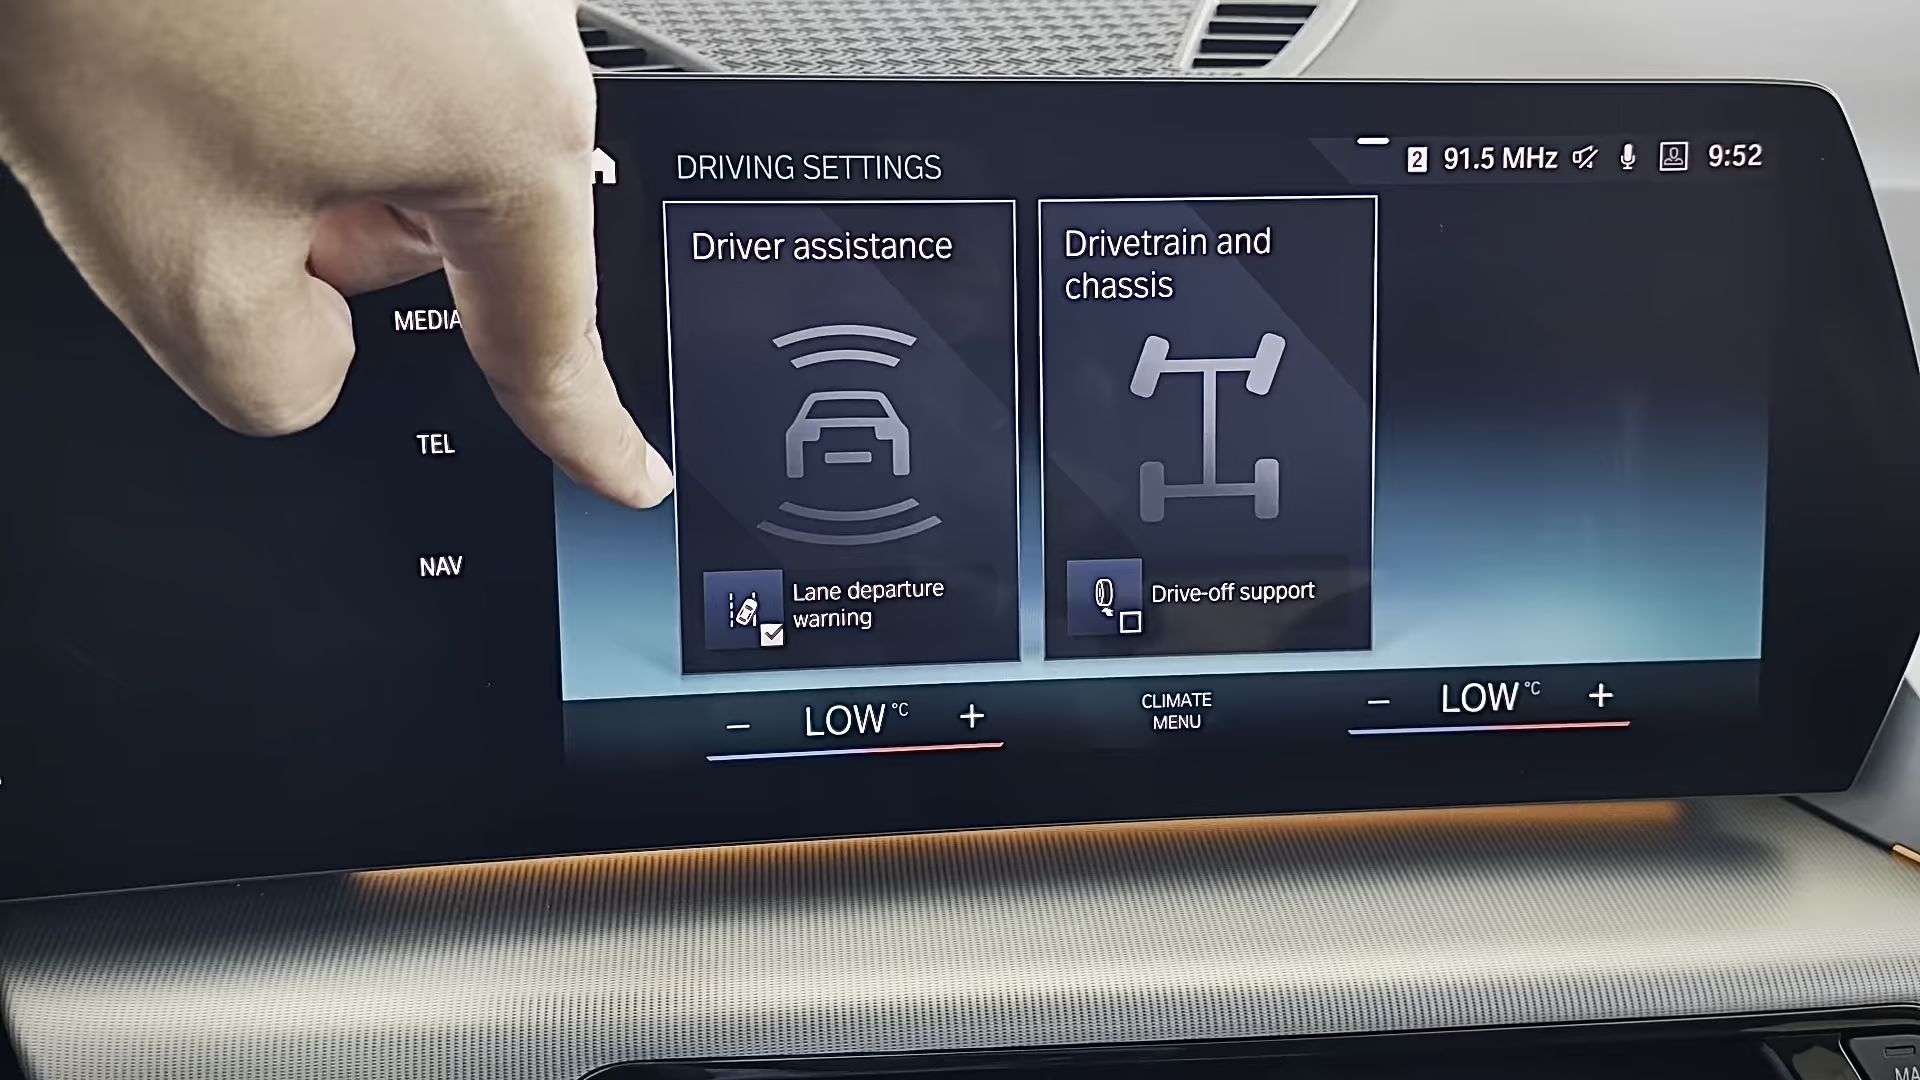 DRIVING SETTINGS
2 91.5 MHz 9:52
Driver assistance
Drivetrain and
chassis
MEDIA
TEL
NAV
Lane departure
warning
Drive-off support
− LOW °C +
CLIMATE
MENU
− LOW °C +